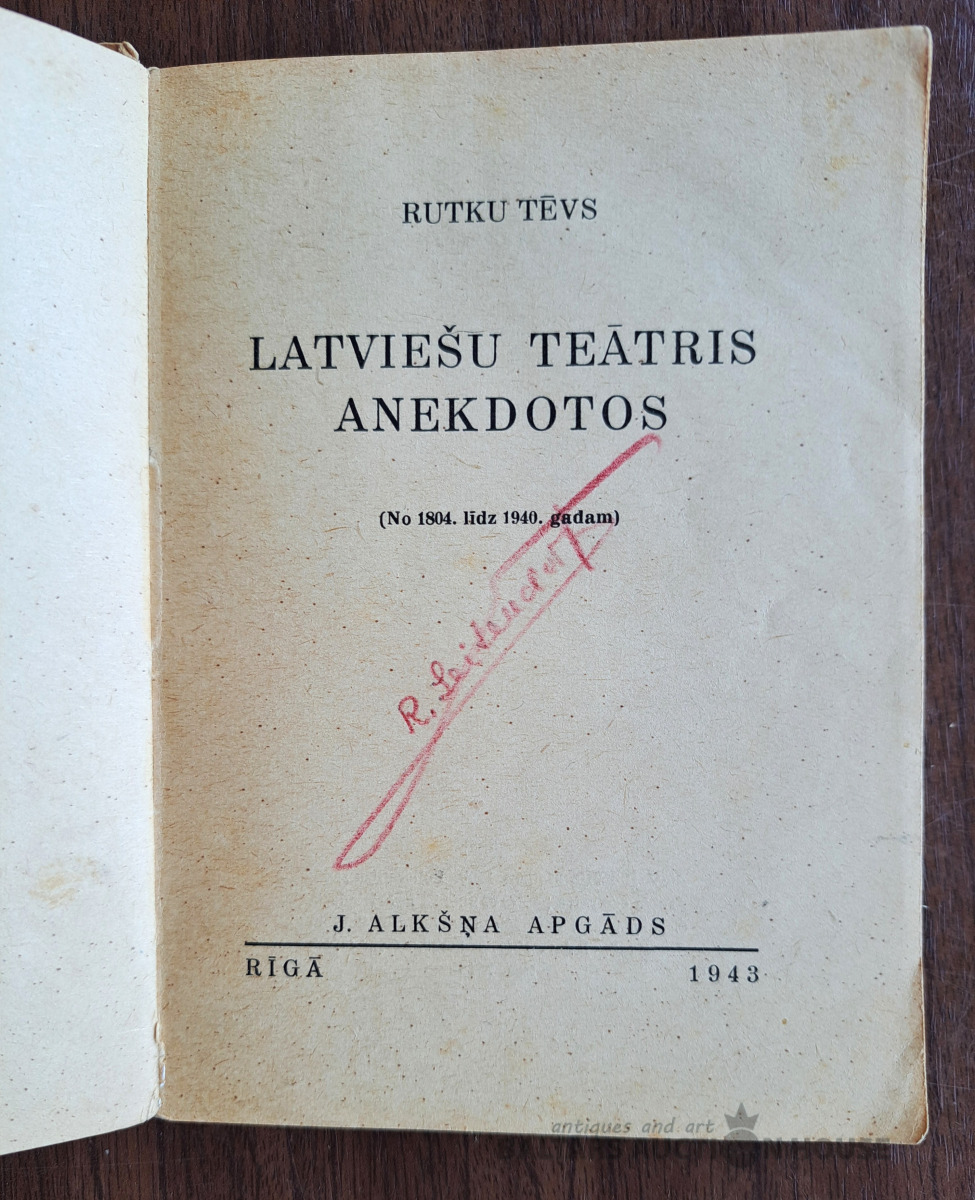 RUTKU TĒVS
LATVIEŠU TEĀTRIS
ANEKDOTOS
(No 1804. līdz 1940. gadam)
R.
J. ALKŠŅA APGĀDS
RĪGĀ 1943
antiques and art